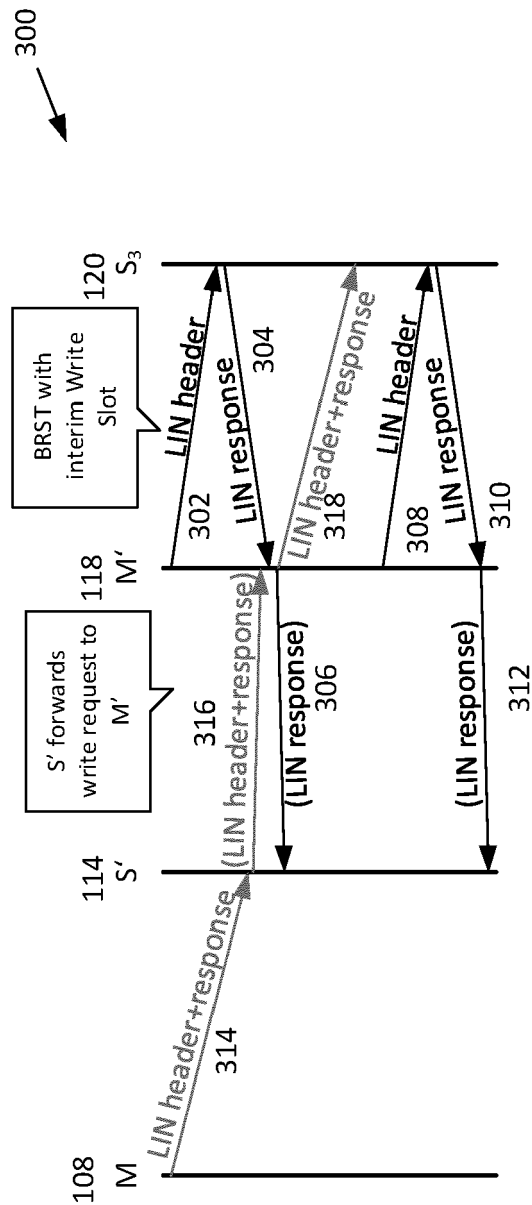 300
BRST with
interim Write
Slot
S' forwards
write request to
M'
108
M
114
S'
118
M'
120
S3
LIN header
302
LIN response
304
LIN header+response
314
(LIN header+response)
316
(LIN response)
306
LIN header+response
318
LIN header
308
LIN response
310
(LIN response)
312